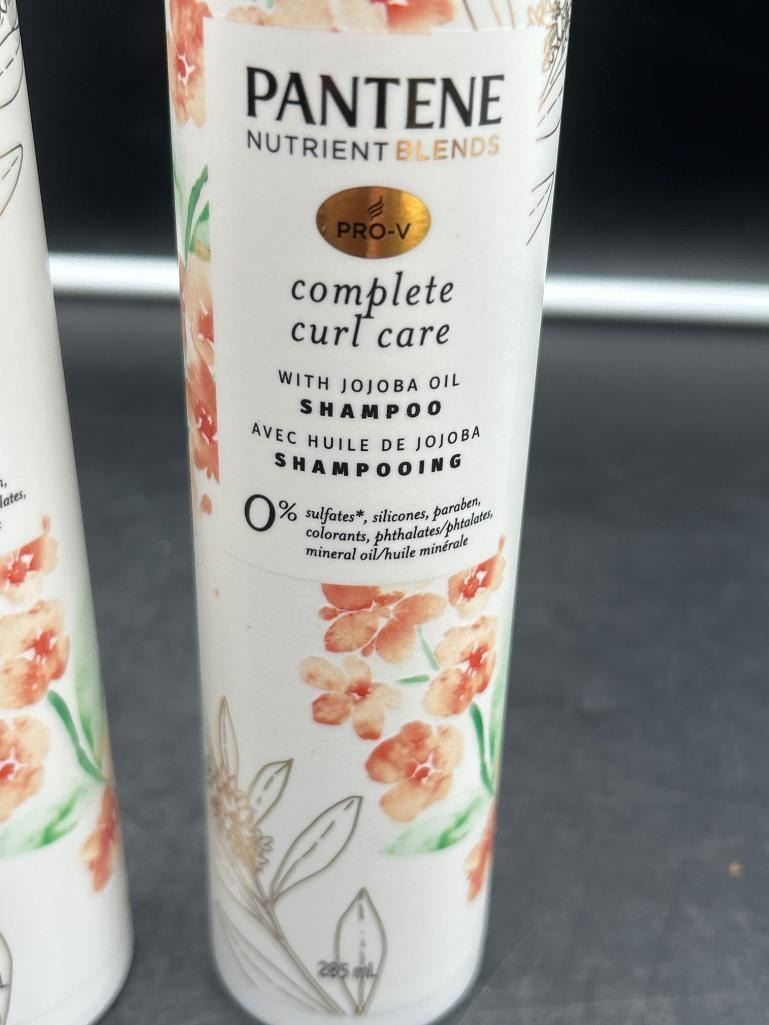 PANTENE
NUTRIENT BLENDS
PRO-V
complete
curl care
WITH JOJOBA OIL
SHAMPOO
AVEC HUILE DE JOJOBA
SHAMPOOING
0% sulfates*, silicones, paraben,
colorants, phthalates/phtalates,
mineral oil/huile minérale
285 mL